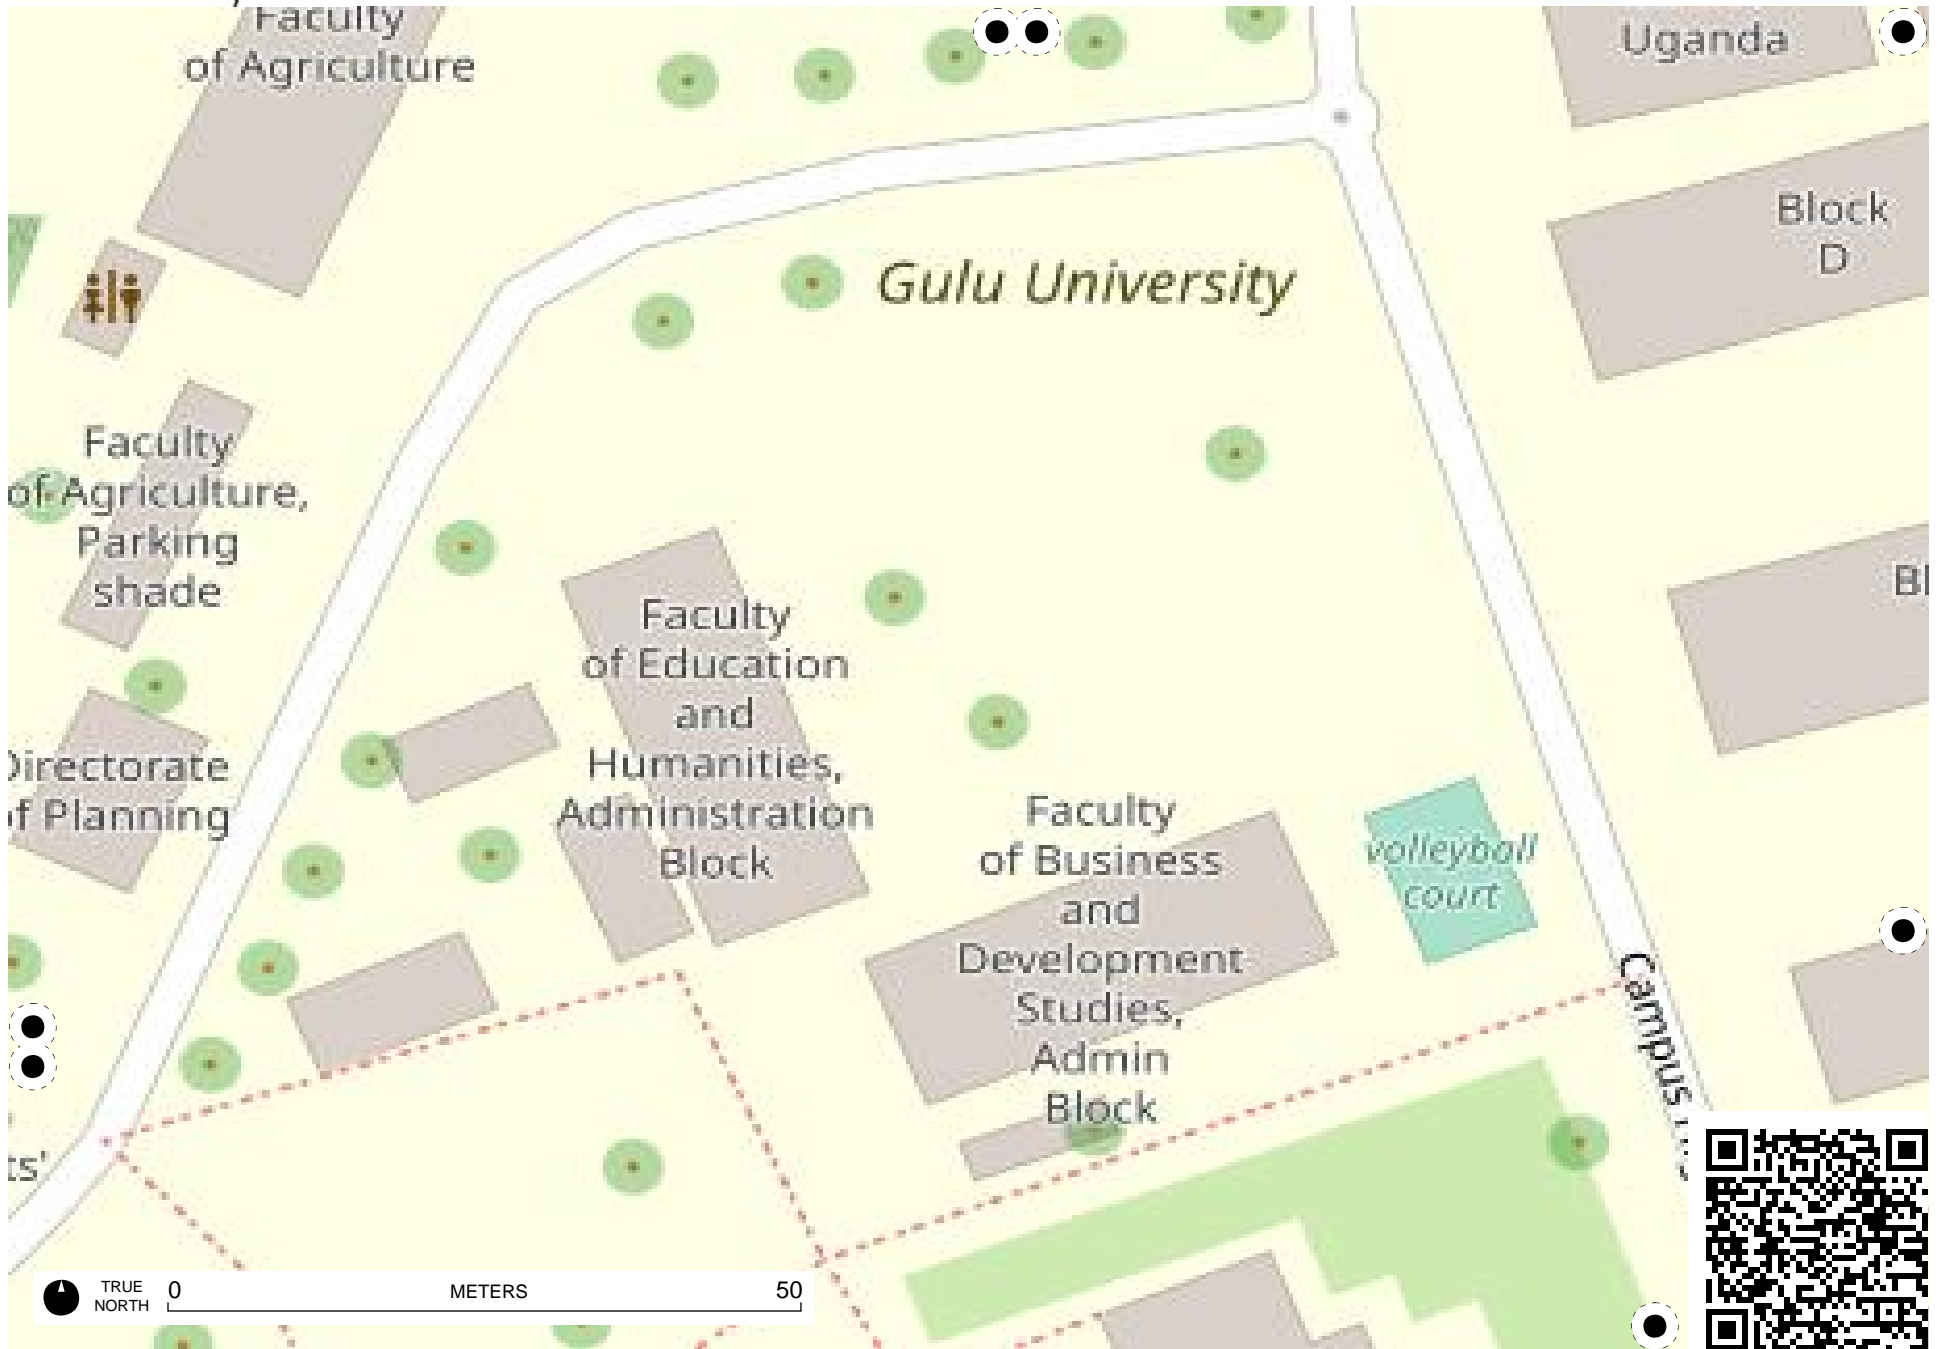 Faculty
of Agriculture
Uganda
Block
D
Gulu University
Faculty
of Agriculture,
Parking
shade
Bl
Faculty
of Education
and
Humanities,
Administration
Block
Directorate
of Planning
Faculty
of Business
and
Development
Studies,
Admin
Block
volleyball
court
Campus
ts'
TRUE
NORTH
0
METERS
50